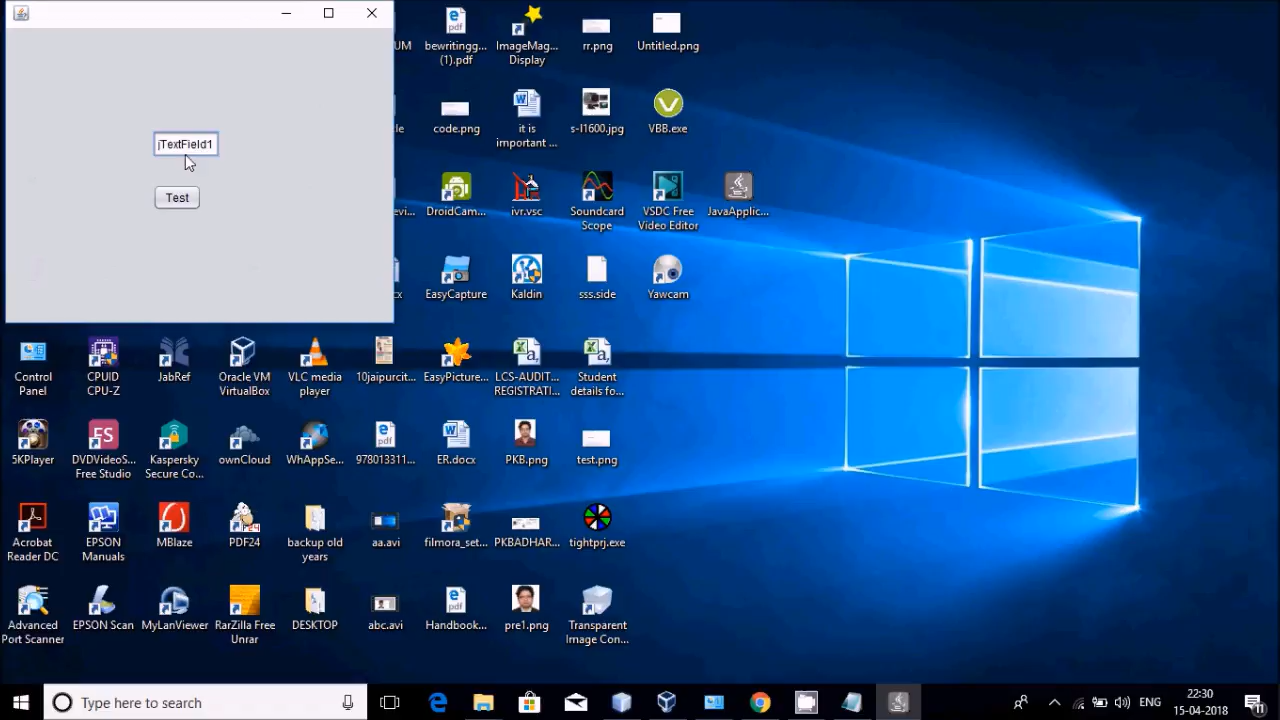 jTextField1
Test
UM
bewritingg...
(1).pdf
ImageMag...
Display
rr.png
Untitled.png
cle
code.png
it is
important ...
s-l1600.jpg
VBB.exe
evi...
DroidCam...
ivr.vsc
Soundcard
Scope
VSDC Free
Video Editor
JavaApplic...
cx
EasyCapture
Kaldin
sss.side
Yawcam
Control
Panel
CPUID
CPU-Z
JabRef
Oracle VM
VirtualBox
VLC media
player
10jaipurcit...
EasyPicture...
LCS-AUDIT...
REGISTRATI...
Student
details fo...
5KPlayer
DVDVideoS...
Free Studio
Kaspersky
Secure Co...
ownCloud
WhAppSe...
978013311...
ER.docx
PKB.png
test.png
Acrobat
Reader DC
EPSON
Manuals
MBlaze
PDF24
backup old
years
aa.avi
filmora_set...
PKBADHAR...
tightprj.exe
Advanced
Port Scanner
EPSON Scan
MyLanViewer
RarZilla Free
Unrar
DESKTOP
abc.avi
Handbook...
pre1.png
Transparent
Image Con...
Type here to search
ENG
22:30
15-04-2018
11